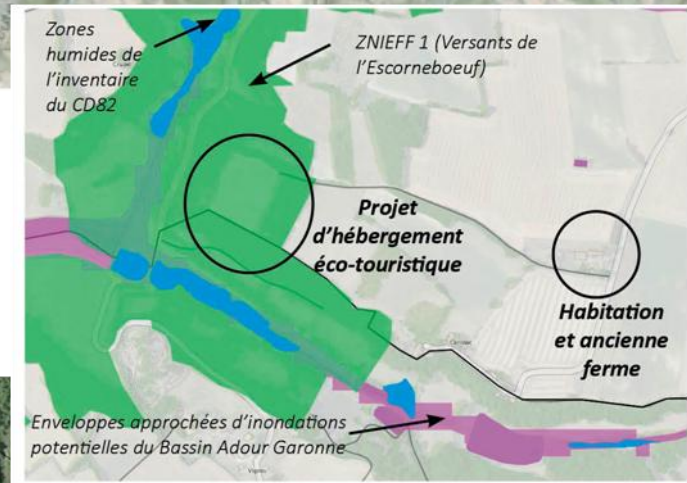 Zones
humides de
l'inventaire
du CD82
ZNIEFF 1 (Versants de
l'Escorneboeuf)
Projet
d'hébergement
éco-touristique
Habitation
et ancienne
ferme
Enveloppes approchées d'inondations
potentielles du Bassin Adour Garonne